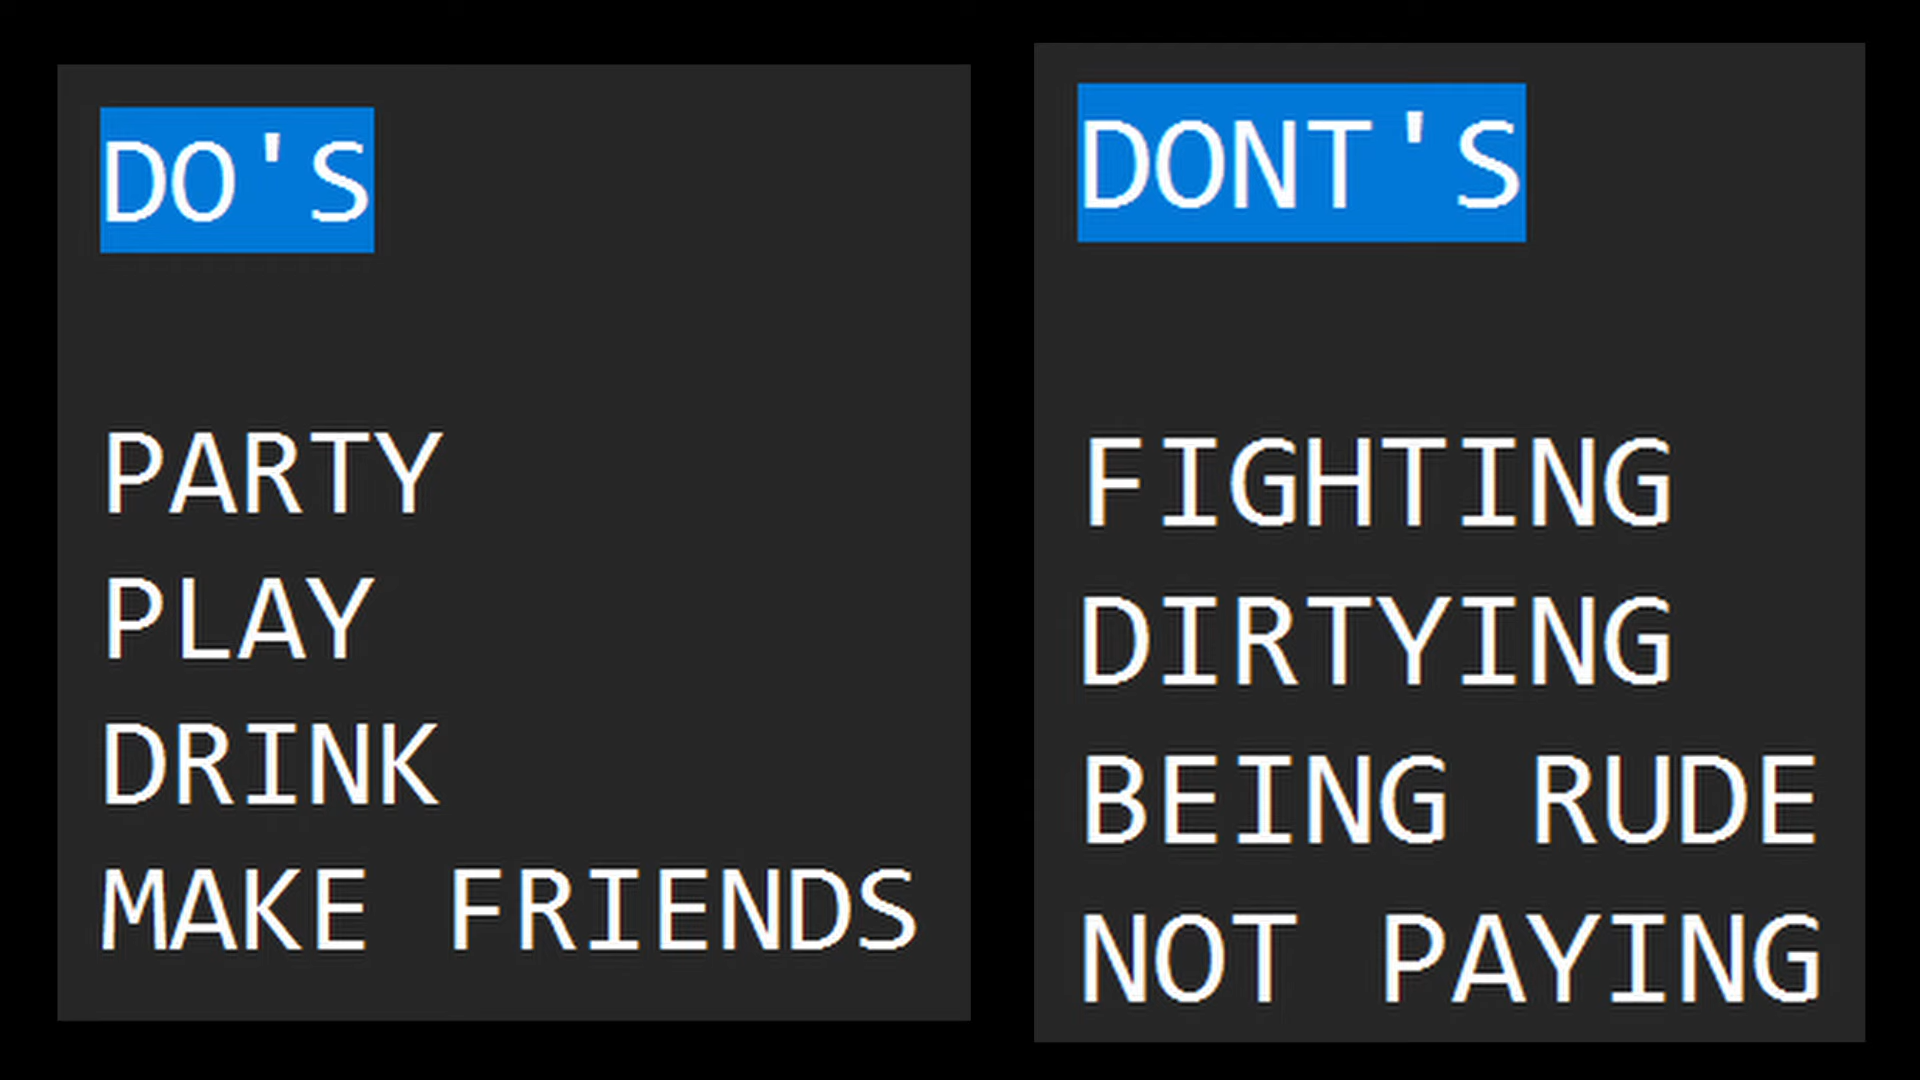 DO'S
PARTY
PLAY
DRINK
MAKE FRIENDS
DONT'S
FIGHTING
DIRTYING
BEING RUDE
NOT PAYING